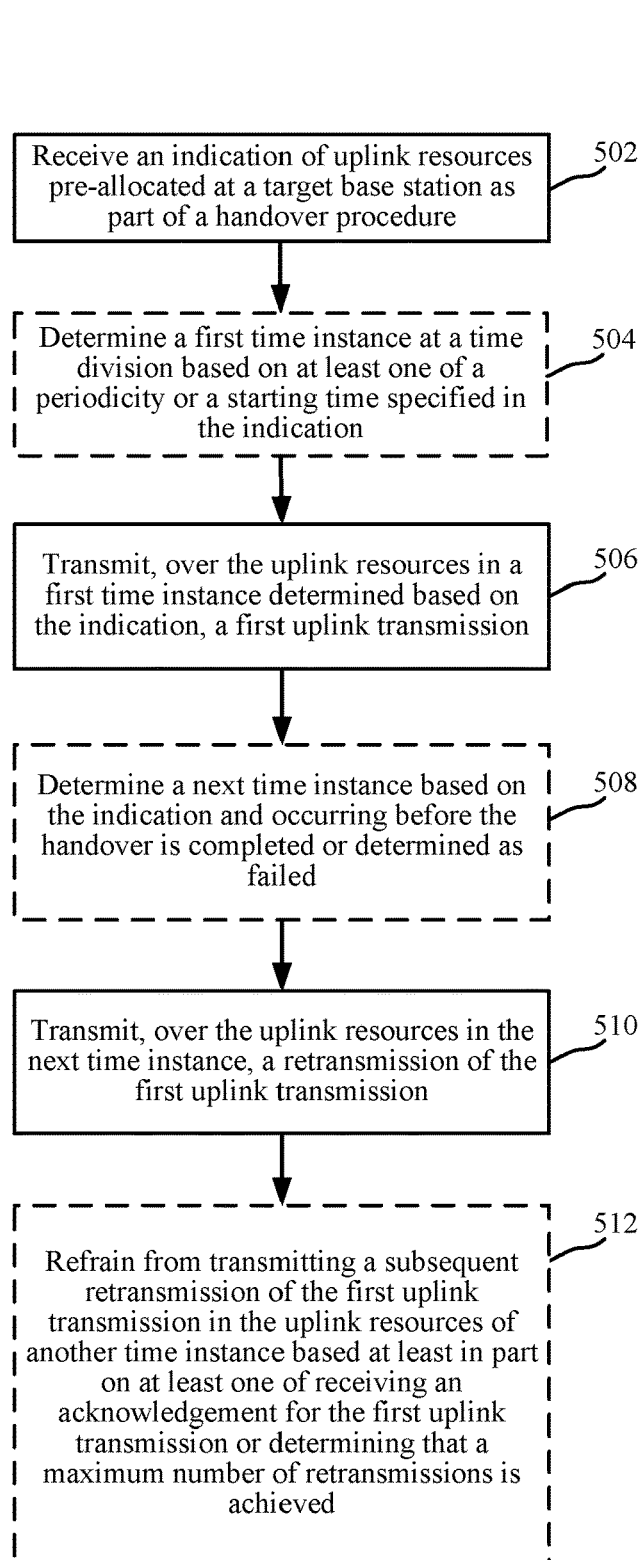 Receive an indication of uplink resources
pre-allocated at a target base station as
part of a handover procedure
502
Determine a first time instance at a time
division based on at least one of a
periodicity or a starting time specified in
the indication
504
Transmit, over the uplink resources in a
first time instance determined based on
the indication, a first uplink transmission
506
Determine a next time instance based on
the indication and occurring before the
handover is completed or determined as
failed
508
Transmit, over the uplink resources in the
next time instance, a retransmission of the
first uplink transmission
510
Refrain from transmitting a subsequent
retransmission of the first uplink
transmission in the uplink resources of
another time instance based at least in part
on at least one of receiving an
acknowledgement for the first uplink
transmission or determining that a
maximum number of retransmissions is
achieved
512